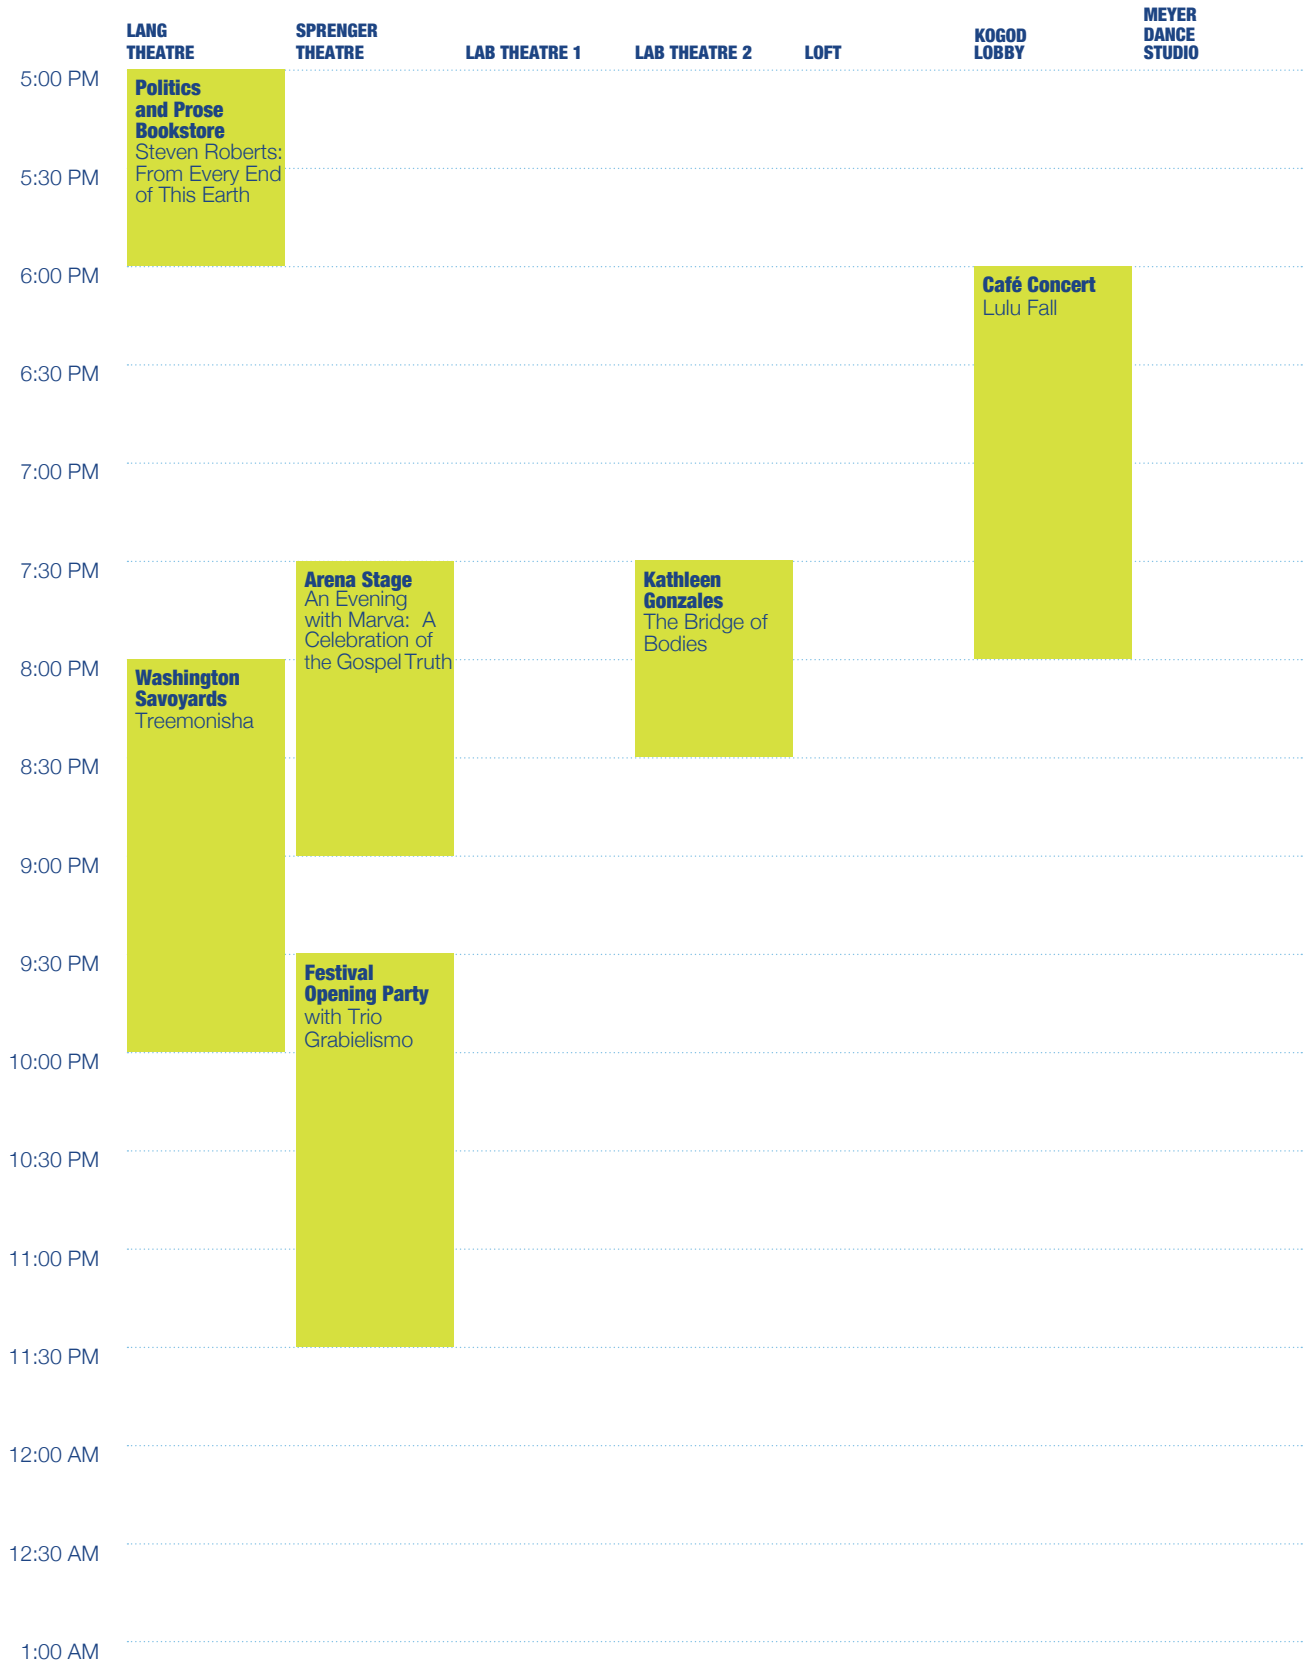 LANG
THEATRE
SPRENGER
THEATRE
LAB THEATRE 1
LAB THEATRE 2
LOFT
KOGOD
LOBBY
MEYER
DANCE
STUDIO
5:00 PM
Politics
and Prose
Bookstore
Steven Roberts:
From Every End
of This Earth
5:30 PM
6:00 PM
Café Concert
Lulu Fall
6:30 PM
7:00 PM
7:30 PM
Arena Stage
An Evening
with Marva: A
Celebration of
the Gospel Truth
Kathleen
Gonzales
The Bridge of
Bodies
8:00 PM
Washington
Savoyards
Treemonisha
8:30 PM
9:00 PM
9:30 PM
Festival
Opening Party
with Trio
Grabielismo
10:00 PM
10:30 PM
11:00 PM
11:30 PM
12:00 AM
12:30 AM
1:00 AM